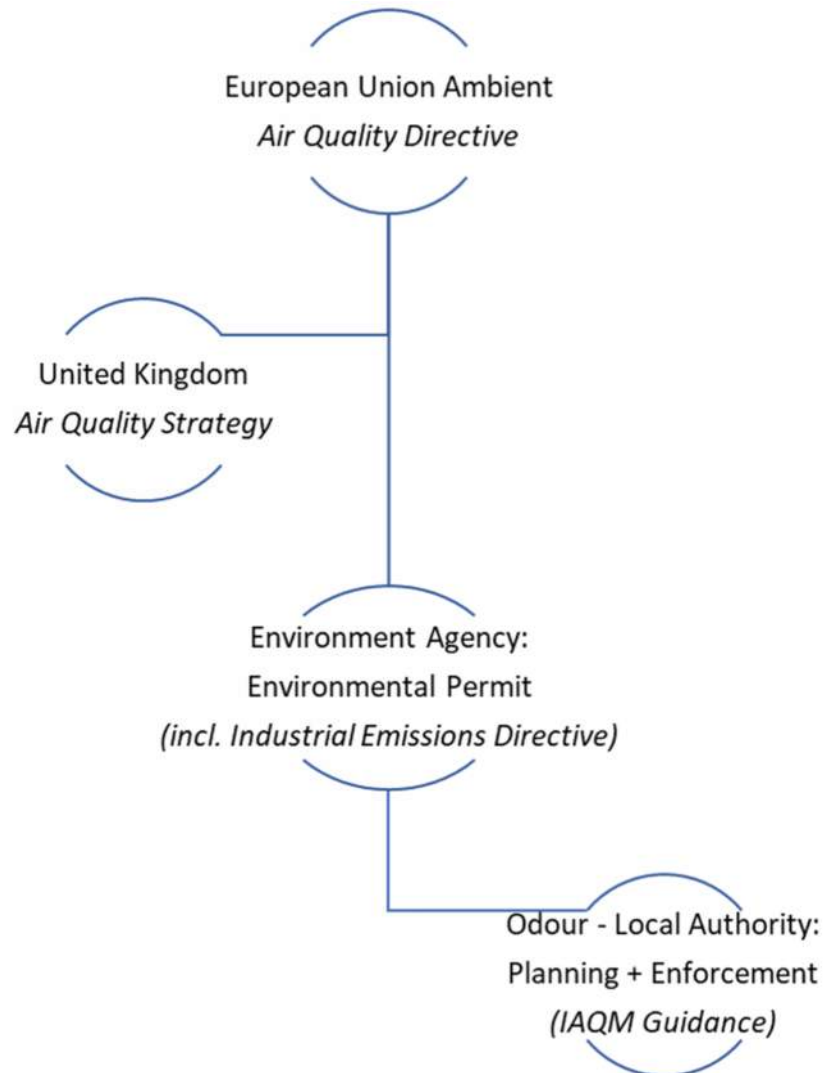 European Union Ambient
Air Quality Directive
United Kingdom
Air Quality Strategy
Environment Agency:
Environmental Permit
(incl. Industrial Emissions Directive)
Odour - Local Authority:
Planning + Enforcement
(IAQM Guidance)